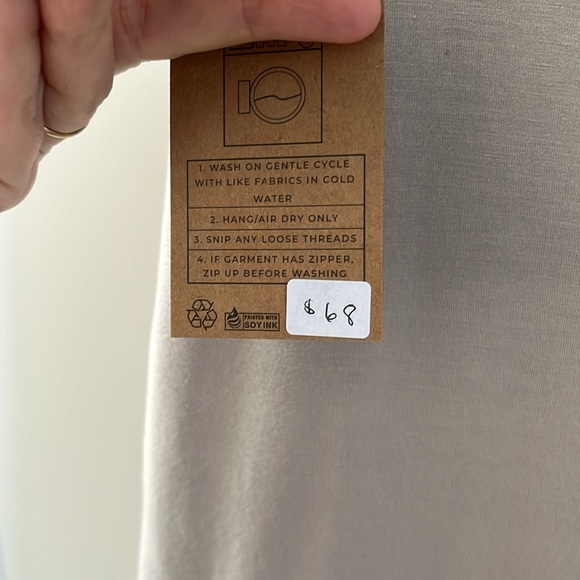 1. WASH ON GENTLE CYCLE
WITH LIKE FABRICS IN COLD
WATER
2. HANG/AIR DRY ONLY
3. SNIP ANY LOOSE THREADS
4. IF GARMENT HAS ZIPPER,
ZIP UP BEFORE WASHING
PRINTED WITH
SOY INK
$68